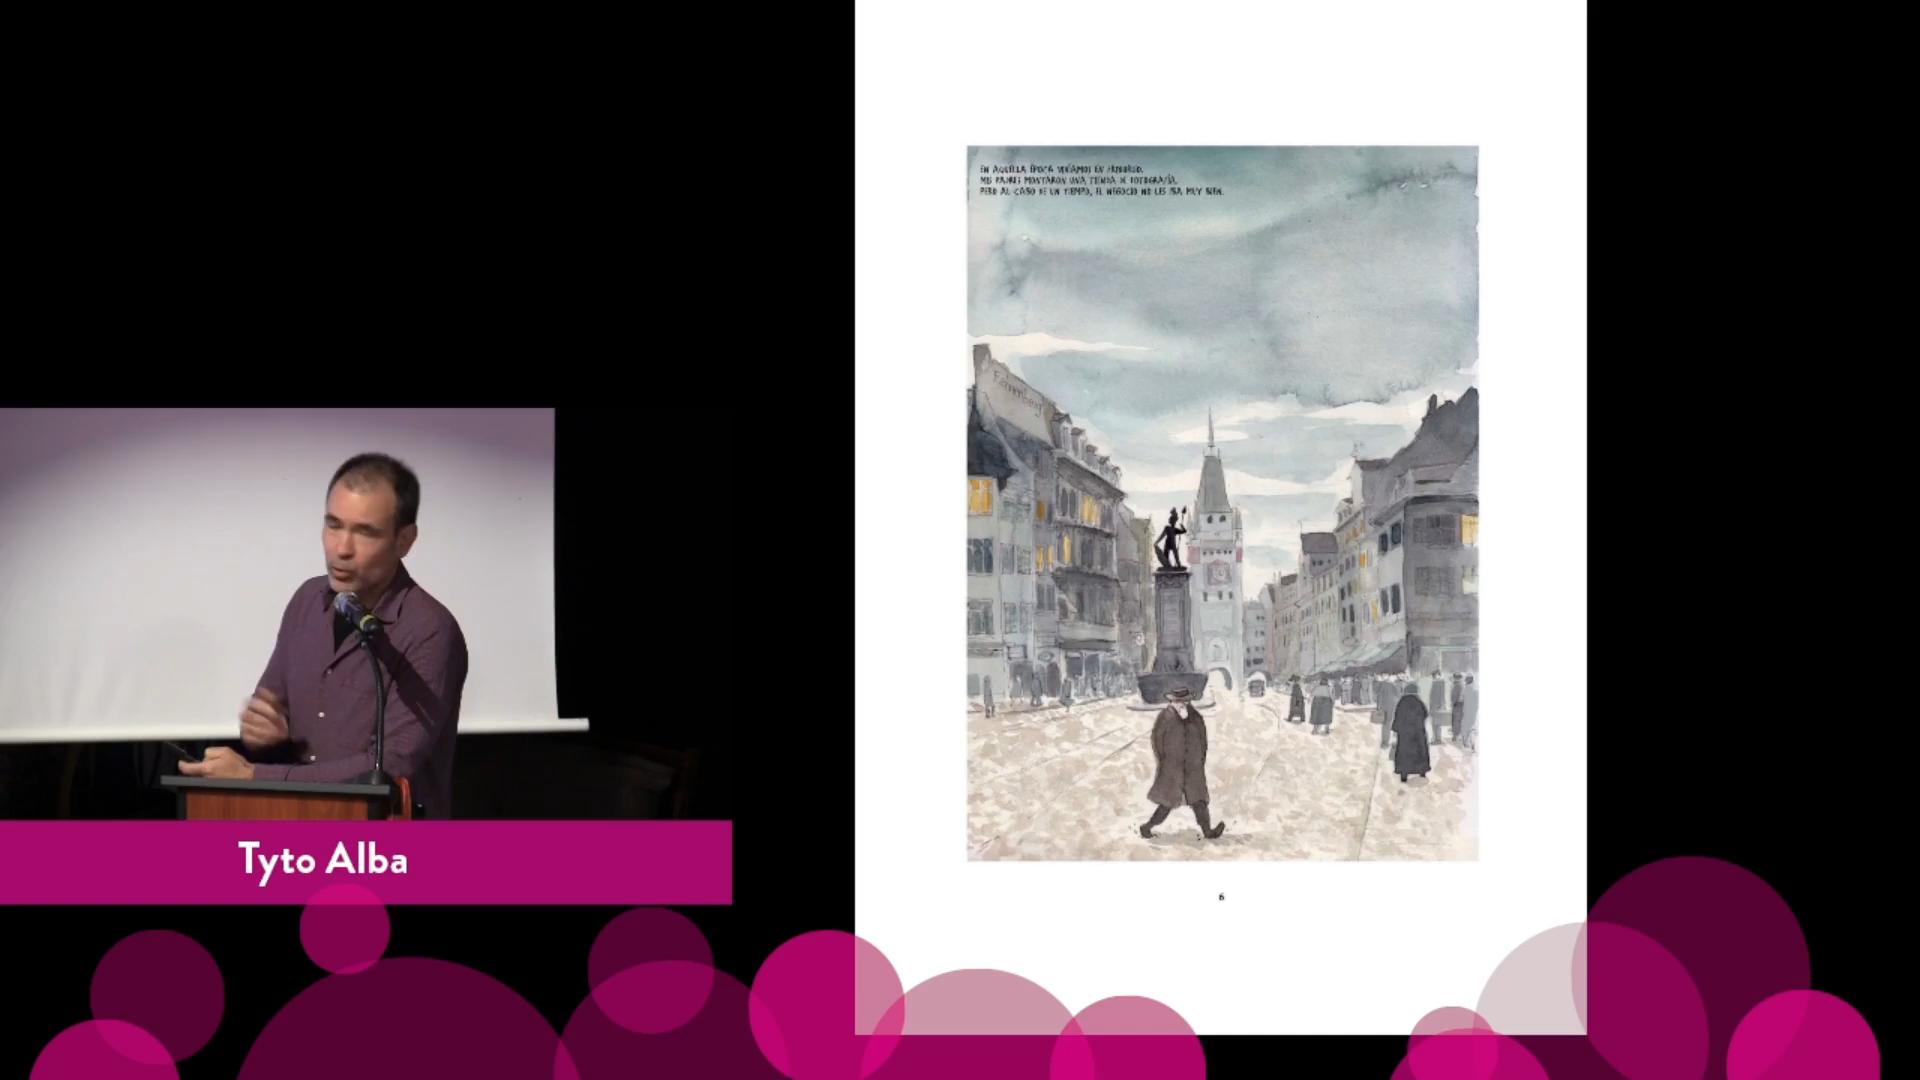 EN AQUELLA ÉPOCA VIVÍAMOS EN FRIBURGO.
MIS PADRES MONTARON UNA TIENDA DE FOTOGRAFÍA,
PERO AL CABO DE UN TIEMPO, EL NEGOCIO NO LES IBA MUY BIEN.
Tyto Alba
6